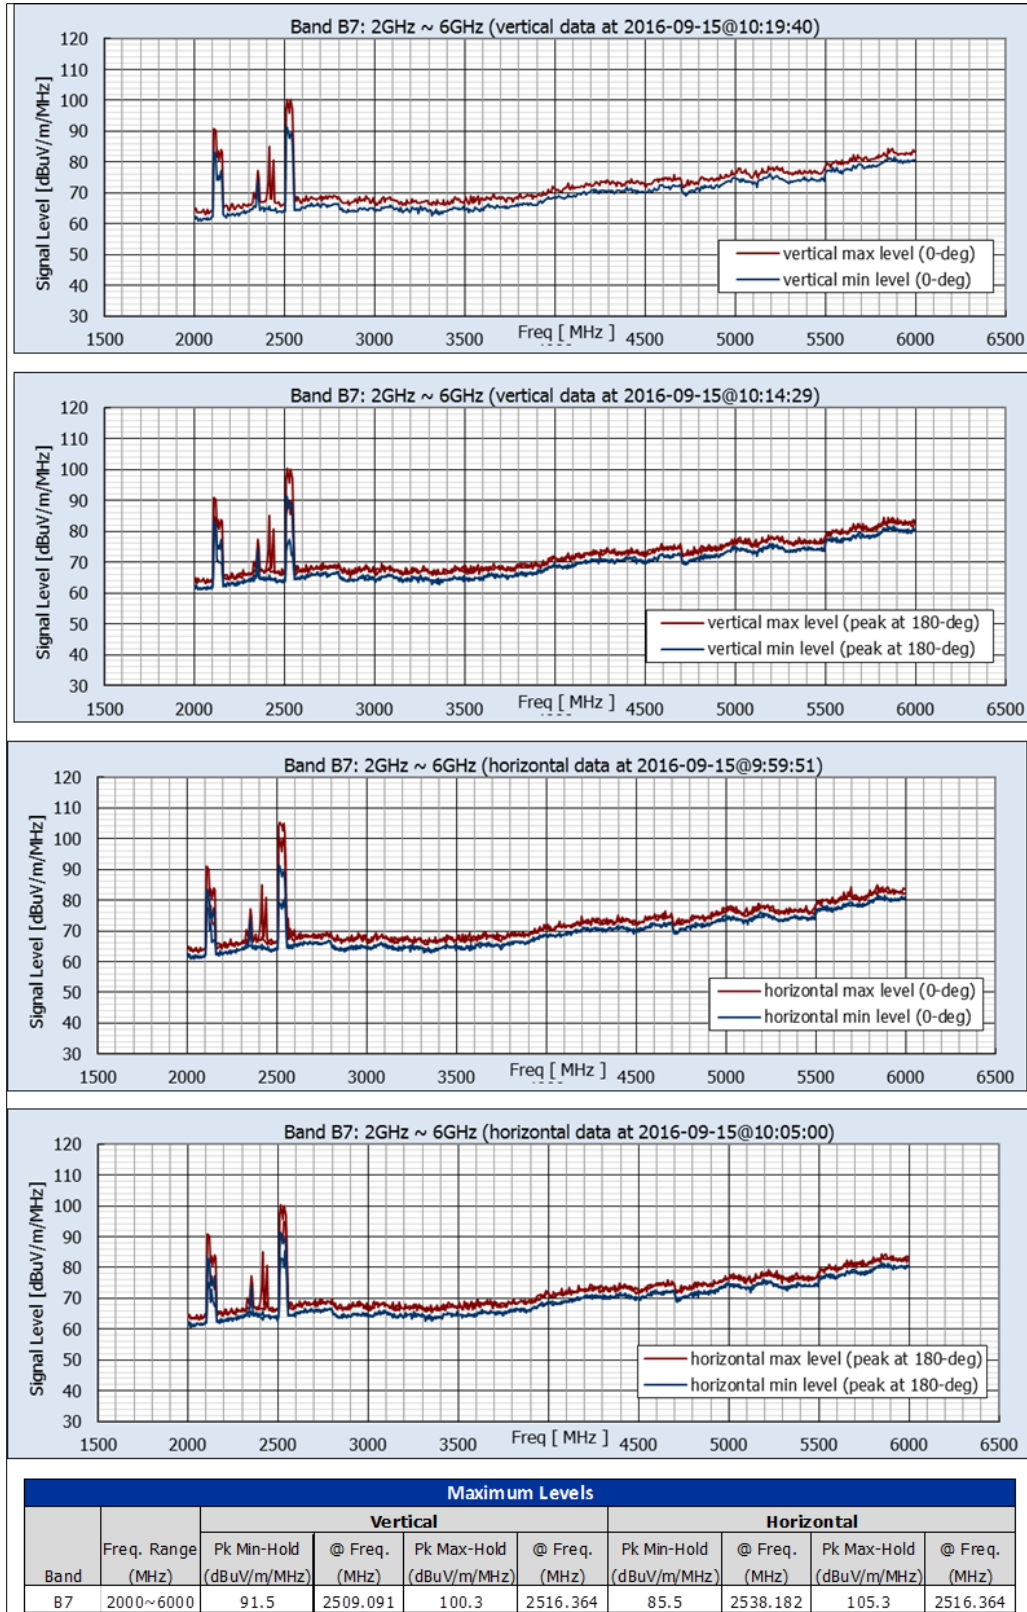 Band B7: 2GHz ~ 6GHz (vertical data at 2016-09-15@10:19:40)
Signal Level [dBuV/m/MHz]
120
110
100
90
80
70
60
50
40
30
vertical max level (0-deg)
vertical min level (0-deg)
1500 2000 2500 3000 3500 4500 5000 5500 6000 6500
Freq [ MHz ]
Band B7: 2GHz ~ 6GHz (vertical data at 2016-09-15@10:14:29)
Signal Level [dBuV/m/MHz]
120
110
100
90
80
70
60
50
40
30
vertical max level (peak at 180-deg)
vertical min level (peak at 180-deg)
1500 2000 2500 3000 3500 4500 5000 5500 6000 6500
Freq [ MHz ]
Band B7: 2GHz ~ 6GHz (horizontal data at 2016-09-15@9:59:51)
Signal Level [dBuV/m/MHz]
120
110
100
90
80
70
60
50
40
30
horizontal max level (0-deg)
horizontal min level (0-deg)
1500 2000 2500 3000 3500 4500 5000 5500 6000 6500
Freq [ MHz ]
Band B7: 2GHz ~ 6GHz (horizontal data at 2016-09-15@10:05:00)
Signal Level [dBuV/m/MHz]
120
110
100
90
80
70
60
50
40
30
horizontal max level (peak at 180-deg)
horizontal min level (peak at 180-deg)
1500 2000 2500 3000 3500 4500 5000 5500 6000 6500
Freq [ MHz ]
Maximum Levels
Vertical Horizontal
Freq. Range Pk Min-Hold @ Freq. Pk Max-Hold @ Freq. Pk Min-Hold @ Freq. Pk Max-Hold @ Freq.
Band (MHz) (dBuV/m/MHz) (MHz) (dBuV/m/MHz) (MHz) (dBuV/m/MHz) (MHz) (dBuV/m/MHz) (MHz)
B7 2000~6000 91.5 2509.091 100.3 2516.364 85.5 2538.182 105.3 2516.364